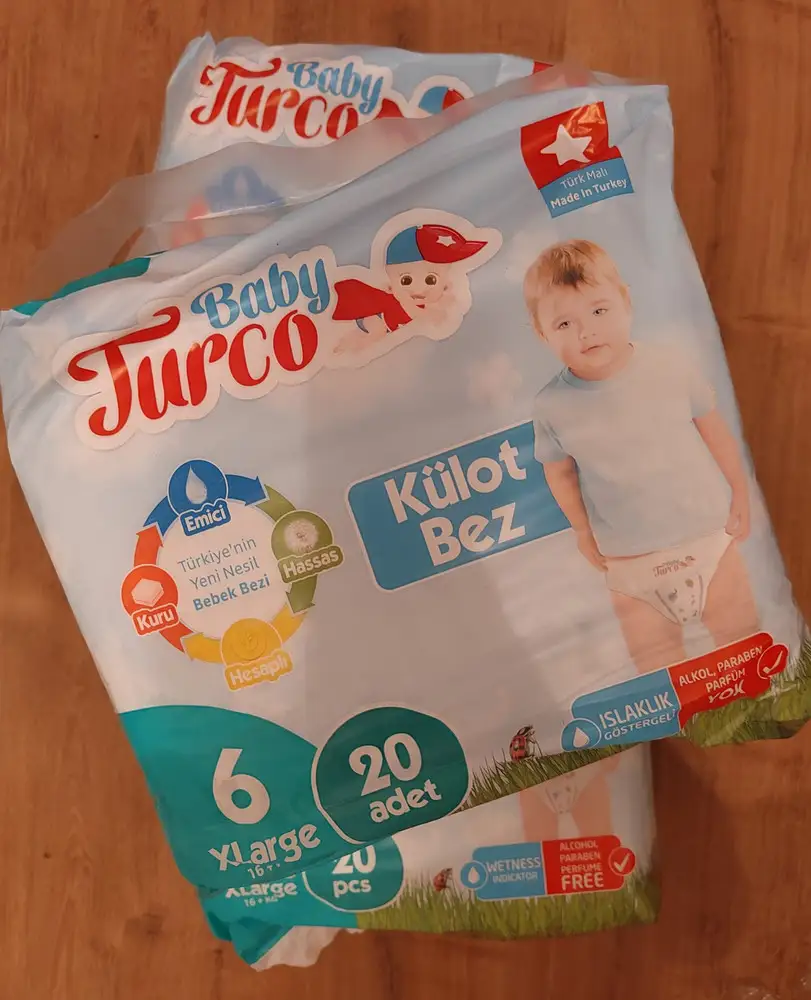 Baby
Turco
Türk Malı
Made in Turkey
Baby
Turco
Külot
Bez
Emici
Türkiye'nin
Yeni Nesil
Bebek Bezi
Hassas
Kuru
Hesaplı
Turco
ALKOL, PARABEN
PARFÜM
YOK
ISLAKLIK
GÖSTERGELİ
6
20
adet
XLarge
16+
20
pcs
XLarge
16+ KG
WETNESS
INDICATOR
ALCOHOL
PARABEN
PERFUME
FREE